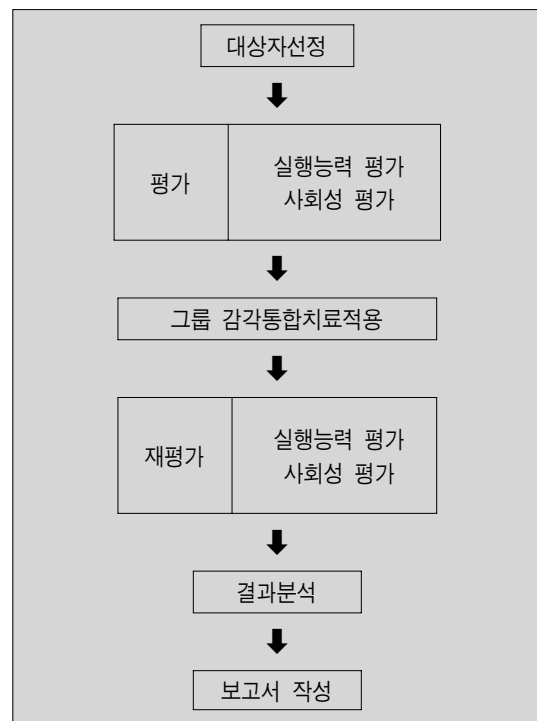 대상자선정
평가
실행능력 평가
사회성 평가
그룹 감각통합치료적용
재평가
실행능력 평가
사회성 평가
결과분석
보고서 작성